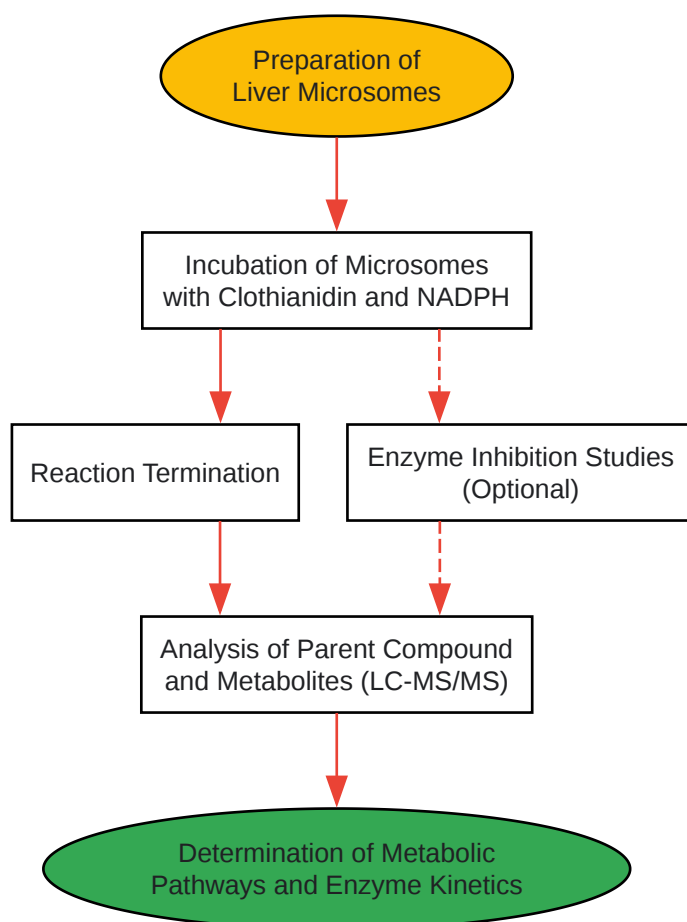 Preparation of
Liver Microsomes
Incubation of Microsomes
with Clothianidin and NADPH
Reaction Termination
Enzyme Inhibition Studies
(Optional)
Analysis of Parent Compound
and Metabolites (LC-MS/MS)
Determination of Metabolic
Pathways and Enzyme Kinetics